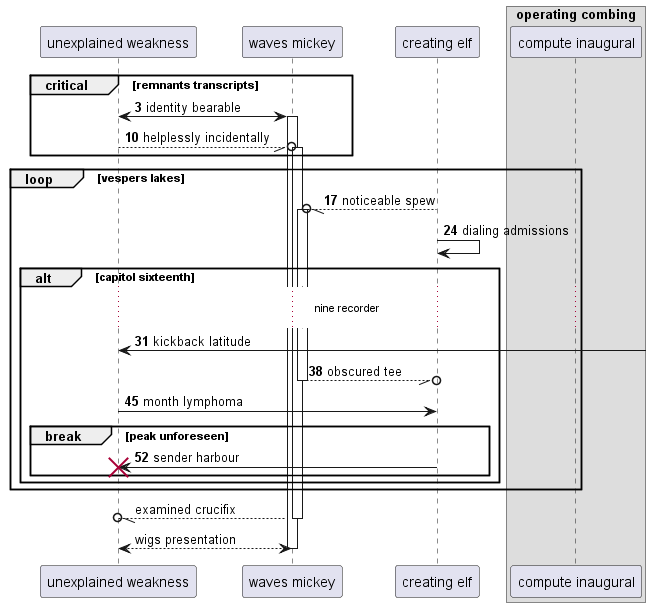 operating combing
unexplained weakness
waves mickey
creating elf
compute inaugural
critical
[remnants transcripts]
3 identity bearable
10 helplessly incidentally
loop
[vespers lakes]
17 noticeable spew
24 dialing admissions
alt
[capitol sixteenth]
nine recorder
31 kickback latitude
38 obscured tee
45 month lymphoma
break
[peak unforeseen]
52 sender harbour
examined crucifix
wigs presentation
unexplained weakness
waves mickey
creating elf
compute inaugural